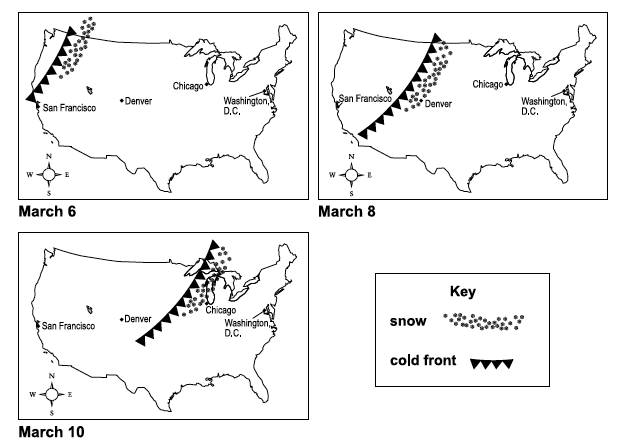 San Francisco
Denver
Chicago
Washington,
D.C.
N
W E
S
March 6
San Francisco
Denver
Chicago
Washington,
D.C.
N
W E
S
March 8
San Francisco
Denver
Chicago
Washington,
D.C.
N
W E
S
March 10
Key
snow
cold front